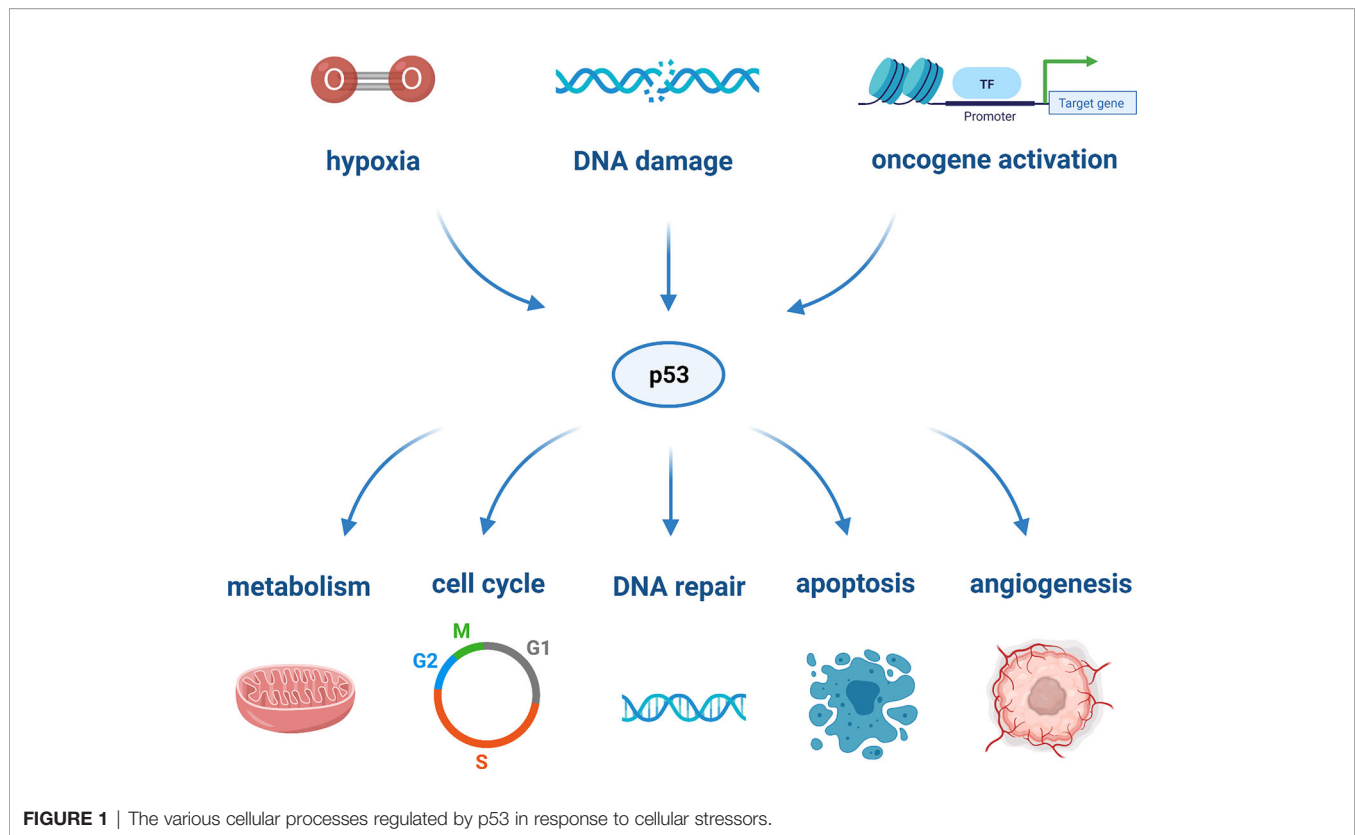 O O
TF
Target gene
Promoter
hypoxia
DNA damage
oncogene activation
p53
metabolism
cell cycle
DNA repair
apoptosis
angiogenesis
M
G1
G2
S
FIGURE 1 | The various cellular processes regulated by p53 in response to cellular stressors.